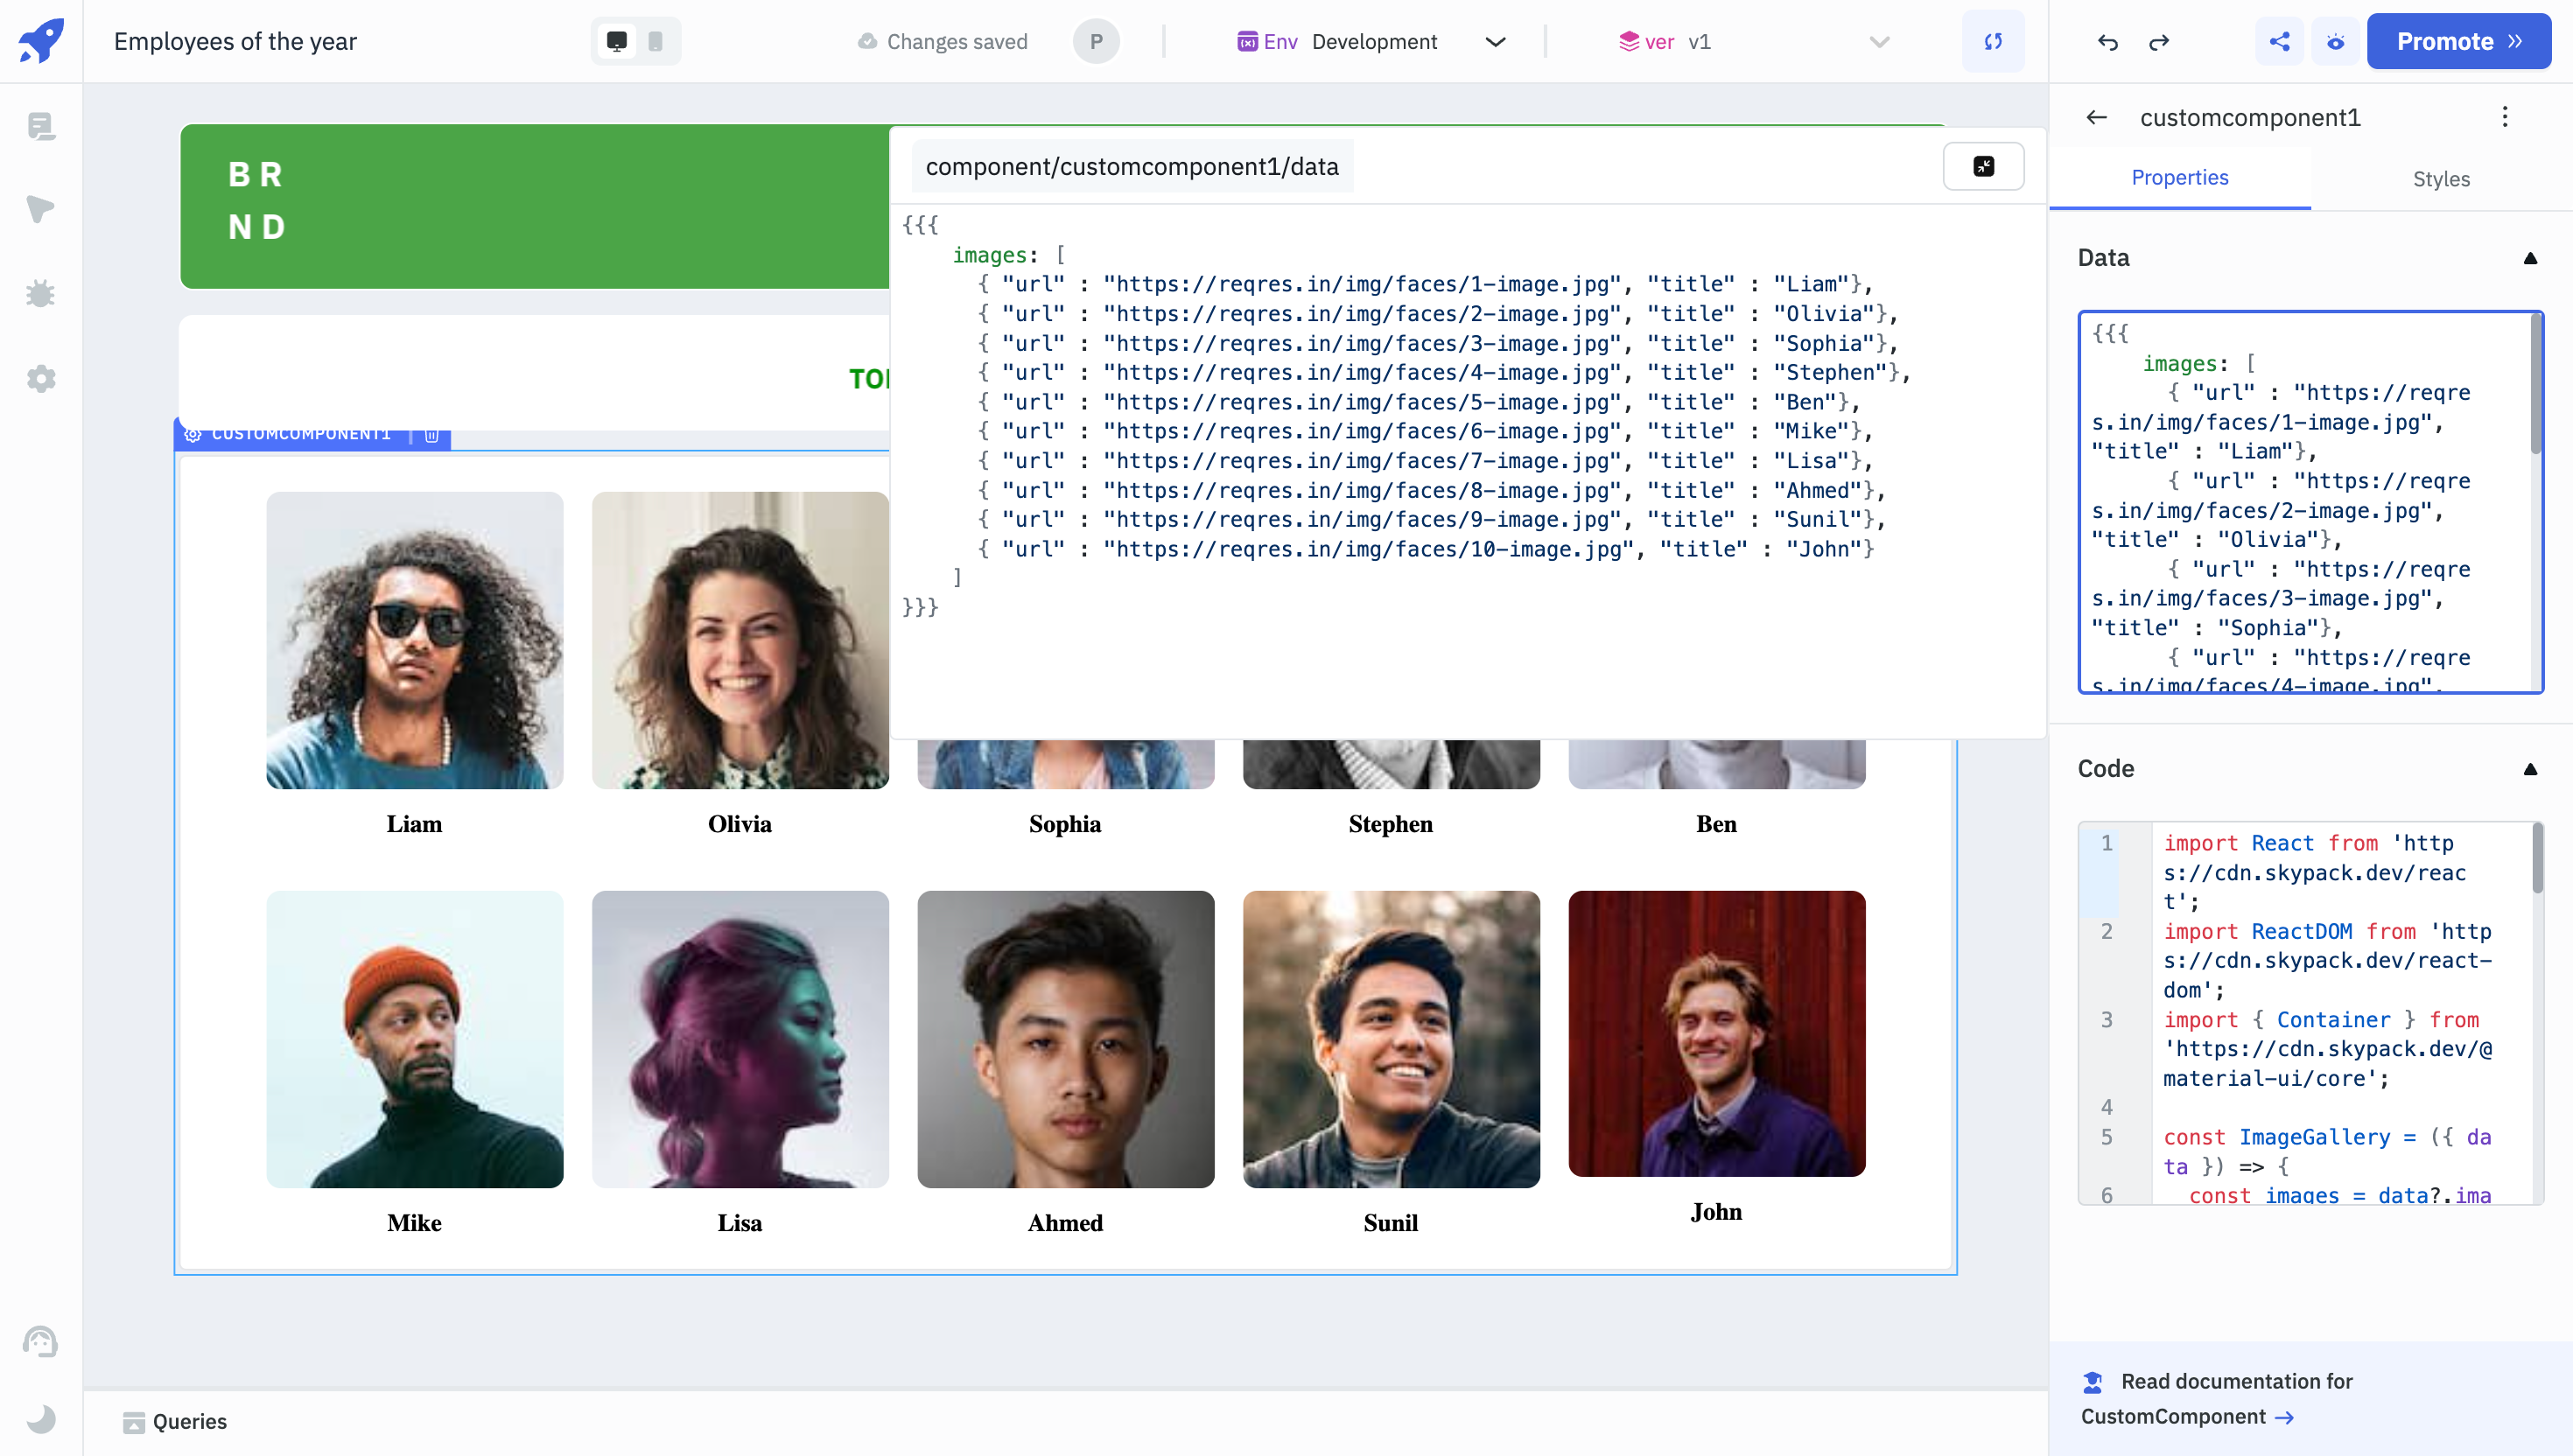 Employees of the year
Changes saved
P
Env Development
ver v1
Promote
B R
N D
TO
CUSTOMCOMPONENT1
component/customcomponent1/data
{{{
images: [
{ "url" : "https://reqres.in/img/faces/1-image.jpg", "title" : "Liam"},
{ "url" : "https://reqres.in/img/faces/2-image.jpg", "title" : "Olivia"},
{ "url" : "https://reqres.in/img/faces/3-image.jpg", "title" : "Sophia"},
{ "url" : "https://reqres.in/img/faces/4-image.jpg", "title" : "Stephen"},
{ "url" : "https://reqres.in/img/faces/5-image.jpg", "title" : "Ben"},
{ "url" : "https://reqres.in/img/faces/6-image.jpg", "title" : "Mike"},
{ "url" : "https://reqres.in/img/faces/7-image.jpg", "title" : "Lisa"},
{ "url" : "https://reqres.in/img/faces/8-image.jpg", "title" : "Ahmed"},
{ "url" : "https://reqres.in/img/faces/9-image.jpg", "title" : "Sunil"},
{ "url" : "https://reqres.in/img/faces/10-image.jpg", "title" : "John"}
]
}}}
Liam
Olivia
Sophia
Stephen
Ben
Mike
Lisa
Ahmed
Sunil
John
Queries
customcomponent1
Properties
Styles
Data
{{{
images: [
{ "url" : "https://reqre
s.in/img/faces/1-image.jpg",
"title" : "Liam"},
{ "url" : "https://reqre
s.in/img/faces/2-image.jpg",
"title" : "Olivia"},
{ "url" : "https://reqre
s.in/img/faces/3-image.jpg",
"title" : "Sophia"},
{ "url" : "https://reqre
s.in/img/faces/4-image.jpg",
Code
1 import React from 'http
s://cdn.skypack.dev/reac
t';
2 import ReactDOM from 'http
s://cdn.skypack.dev/react-
dom';
3 import { Container } from
'https://cdn.skypack.dev/@
material-ui/core';
4
5 const ImageGallery = ({ da
ta }) => {
6 const images = data?.ima
Read documentation for
CustomComponent →